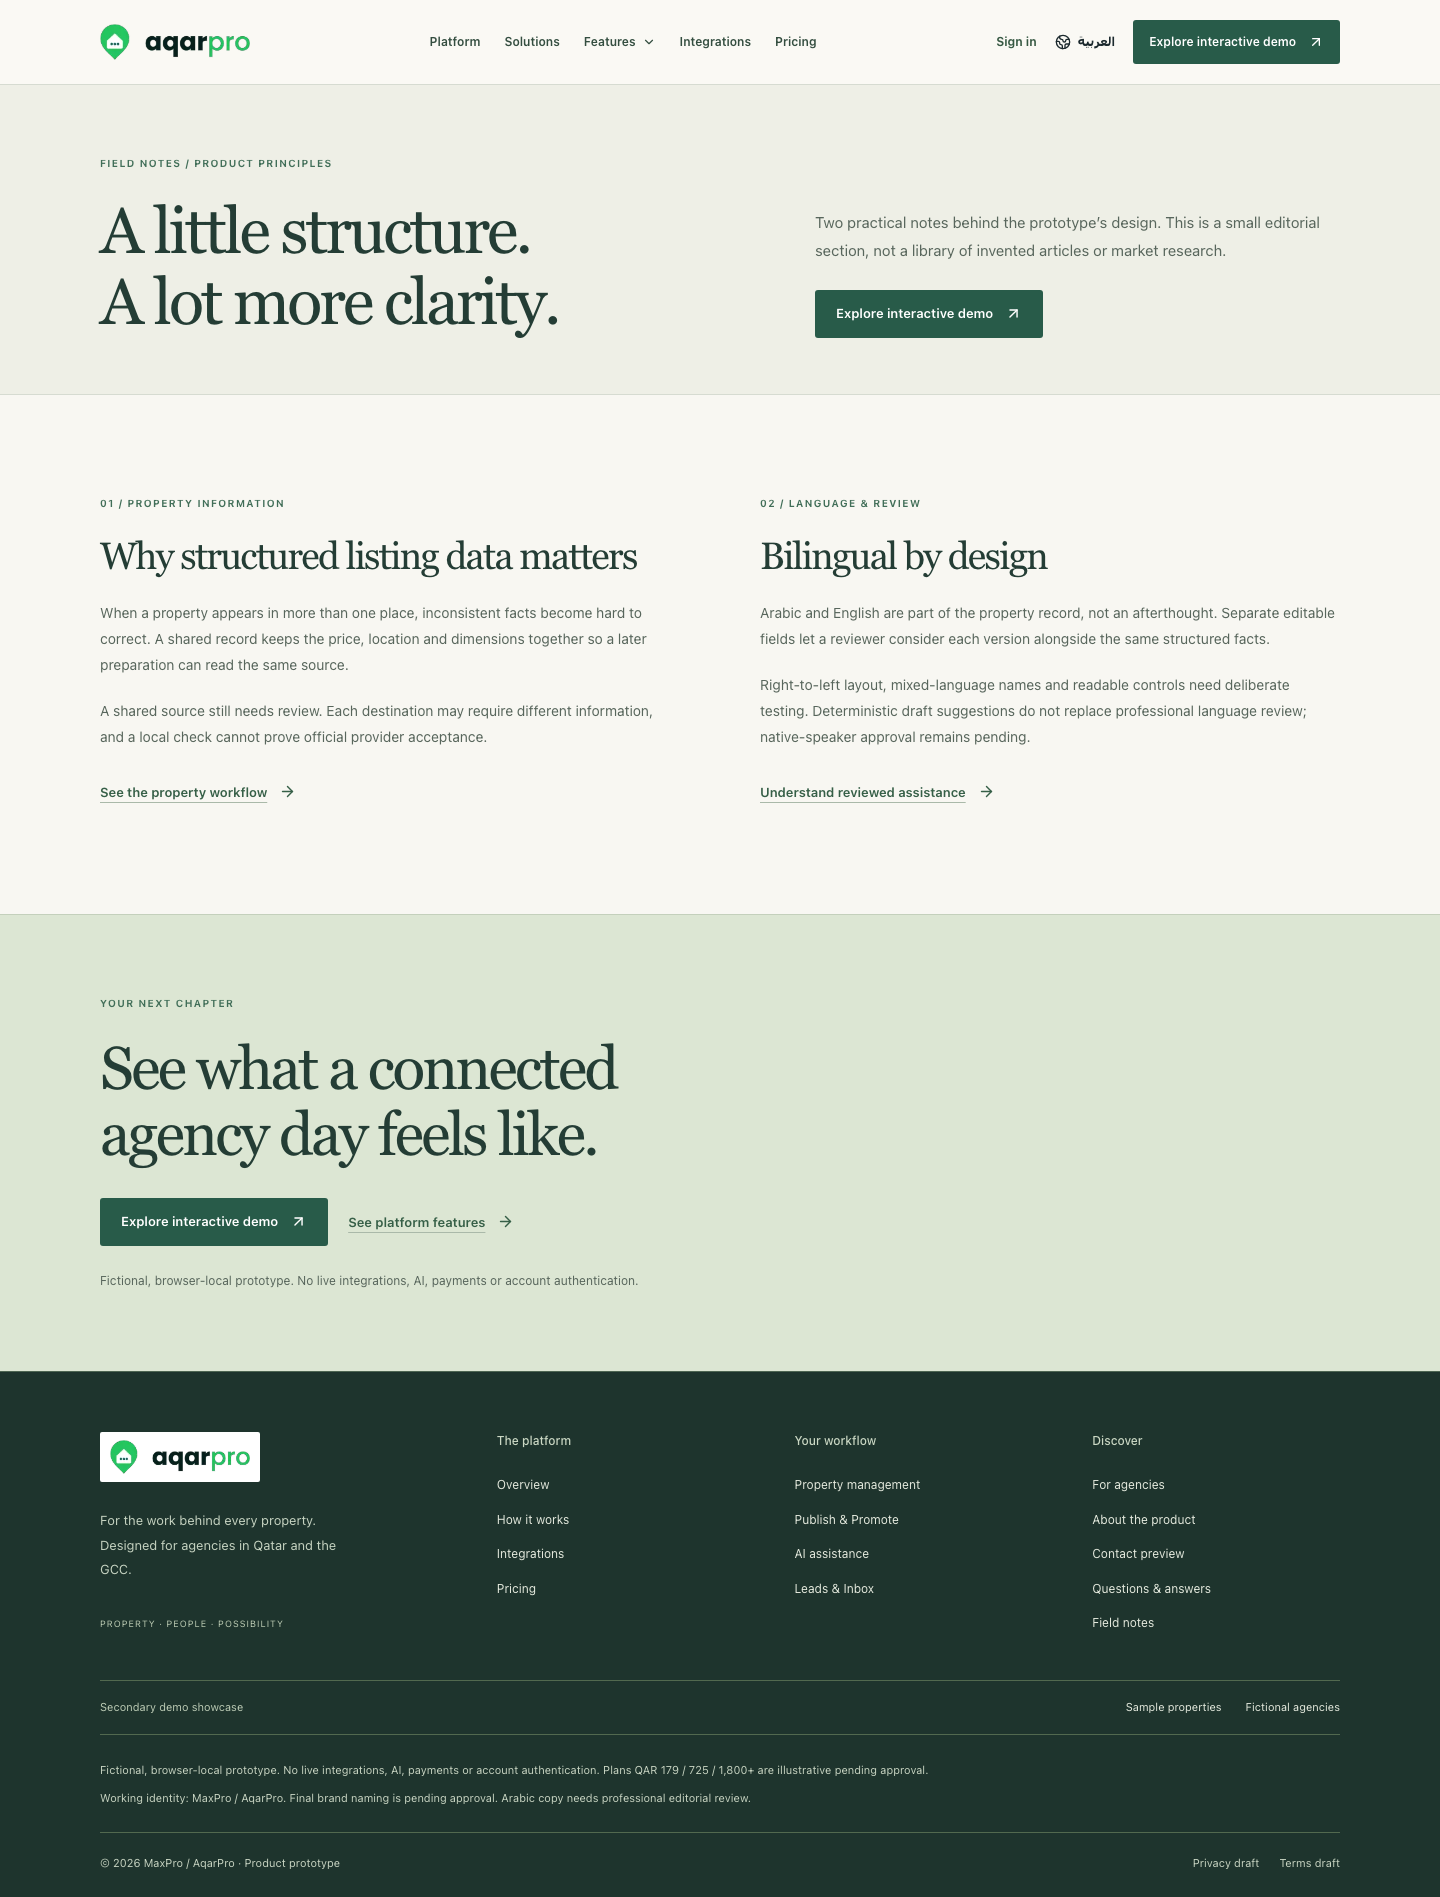 aqarpro
Platform
Solutions
Features
Integrations
Pricing
Sign in
العربية
Explore interactive demo
FIELD NOTES / PRODUCT PRINCIPLES
A little structure.
A lot more clarity.
Two practical notes behind the prototype’s design. This is a small editorial
section, not a library of invented articles or market research.
Explore interactive demo
01 / PROPERTY INFORMATION
Why structured listing data matters
When a property appears in more than one place, inconsistent facts become hard to
correct. A shared record keeps the price, location and dimensions together so a later
preparation can read the same source.
A shared source still needs review. Each destination may require different information,
and a local check cannot prove official provider acceptance.
See the property workflow
02 / LANGUAGE & REVIEW
Bilingual by design
Arabic and English are part of the property record, not an afterthought. Separate editable
fields let a reviewer consider each version alongside the same structured facts.
Right-to-left layout, mixed-language names and readable controls need deliberate
testing. Deterministic draft suggestions do not replace professional language review;
native-speaker approval remains pending.
Understand reviewed assistance
YOUR NEXT CHAPTER
See what a connected
agency day feels like.
Explore interactive demo
See platform features
Fictional, browser-local prototype. No live integrations, AI, payments or account authentication.
aqarpro
For the work behind every property.
Designed for agencies in Qatar and the
GCC.
PROPERTY · PEOPLE · POSSIBILITY
The platform
Overview
How it works
Integrations
Pricing
Your workflow
Property management
Publish & Promote
AI assistance
Leads & Inbox
Discover
For agencies
About the product
Contact preview
Questions & answers
Field notes
Secondary demo showcase
Sample properties
Fictional agencies
Fictional, browser-local prototype. No live integrations, AI, payments or account authentication. Plans QAR 179 / 725 / 1,800+ are illustrative pending approval.
Working identity: MaxPro / AqarPro. Final brand naming is pending approval. Arabic copy needs professional editorial review.
© 2026 MaxPro / AqarPro · Product prototype
Privacy draft
Terms draft